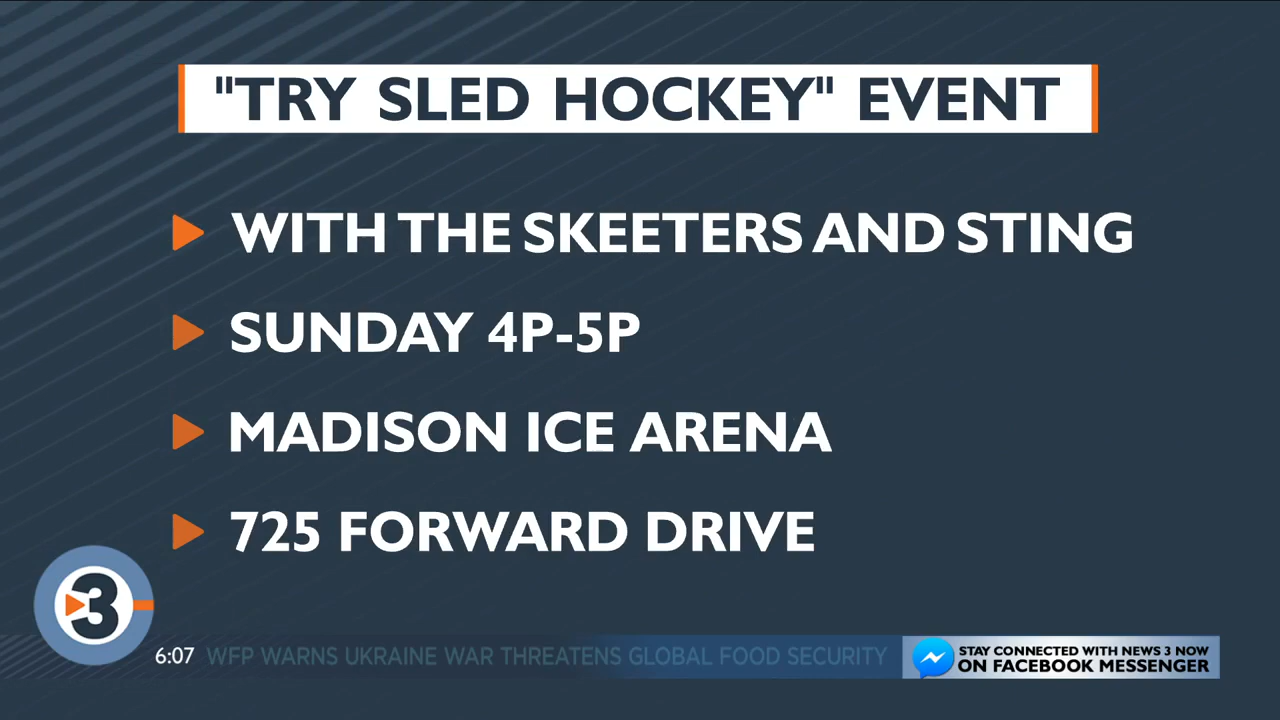 "TRY SLED HOCKEY" EVENT
WITH THE SKEETERS AND STING
SUNDAY 4P-5P
MADISON ICE ARENA
725 FORWARD DRIVE
3
6:07 WFP WARNS UKRAINE WAR THREATENS GLOBAL FOOD SECURITY
STAY CONNECTED WITH NEWS 3 NOW
ON FACEBOOK MESSENGER